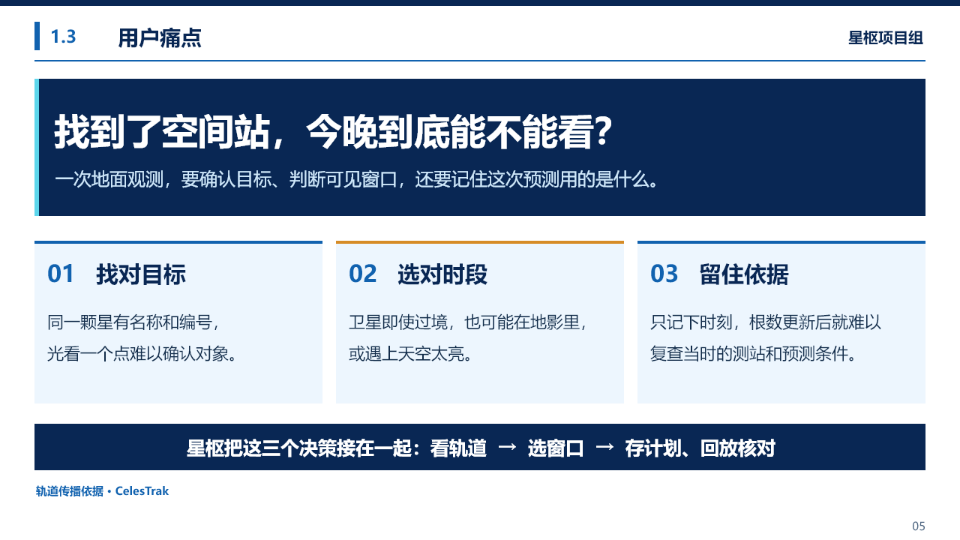 1.3 用户痛点
星枢项目组
找到了空间站，今晚到底能不能看？
一次地面观测，要确认目标、判断可见窗口，还要记住这次预测用的是什么。
01 找对目标
同一颗星有名称和编号，
光看一个点难以确认对象。
02 选对时段
卫星即使过境，也可能在地影里，
或遇上天空太亮。
03 留住依据
只记下时刻，根数更新后就难以
复查当时的测站和预测条件。
星枢把这三个决策接在一起：看轨道 → 选窗口 → 存计划、回放核对
轨道传播依据·CelesTrak
05